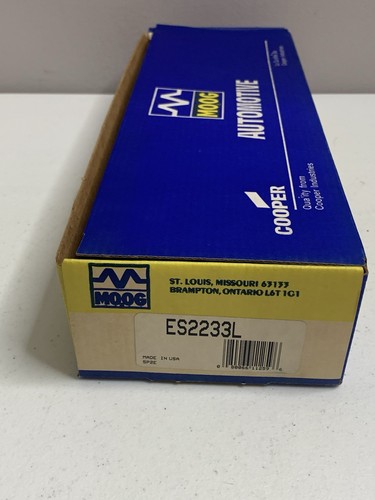 MOOG
AUTOMOTIVE
COOPER
Quality from
Cooper Industries
MOOG
ST. LOUIS, MISSOURI 63133
BRAMPTON, ONTARIO L6T 1G1
ES2233L
MADE IN USA